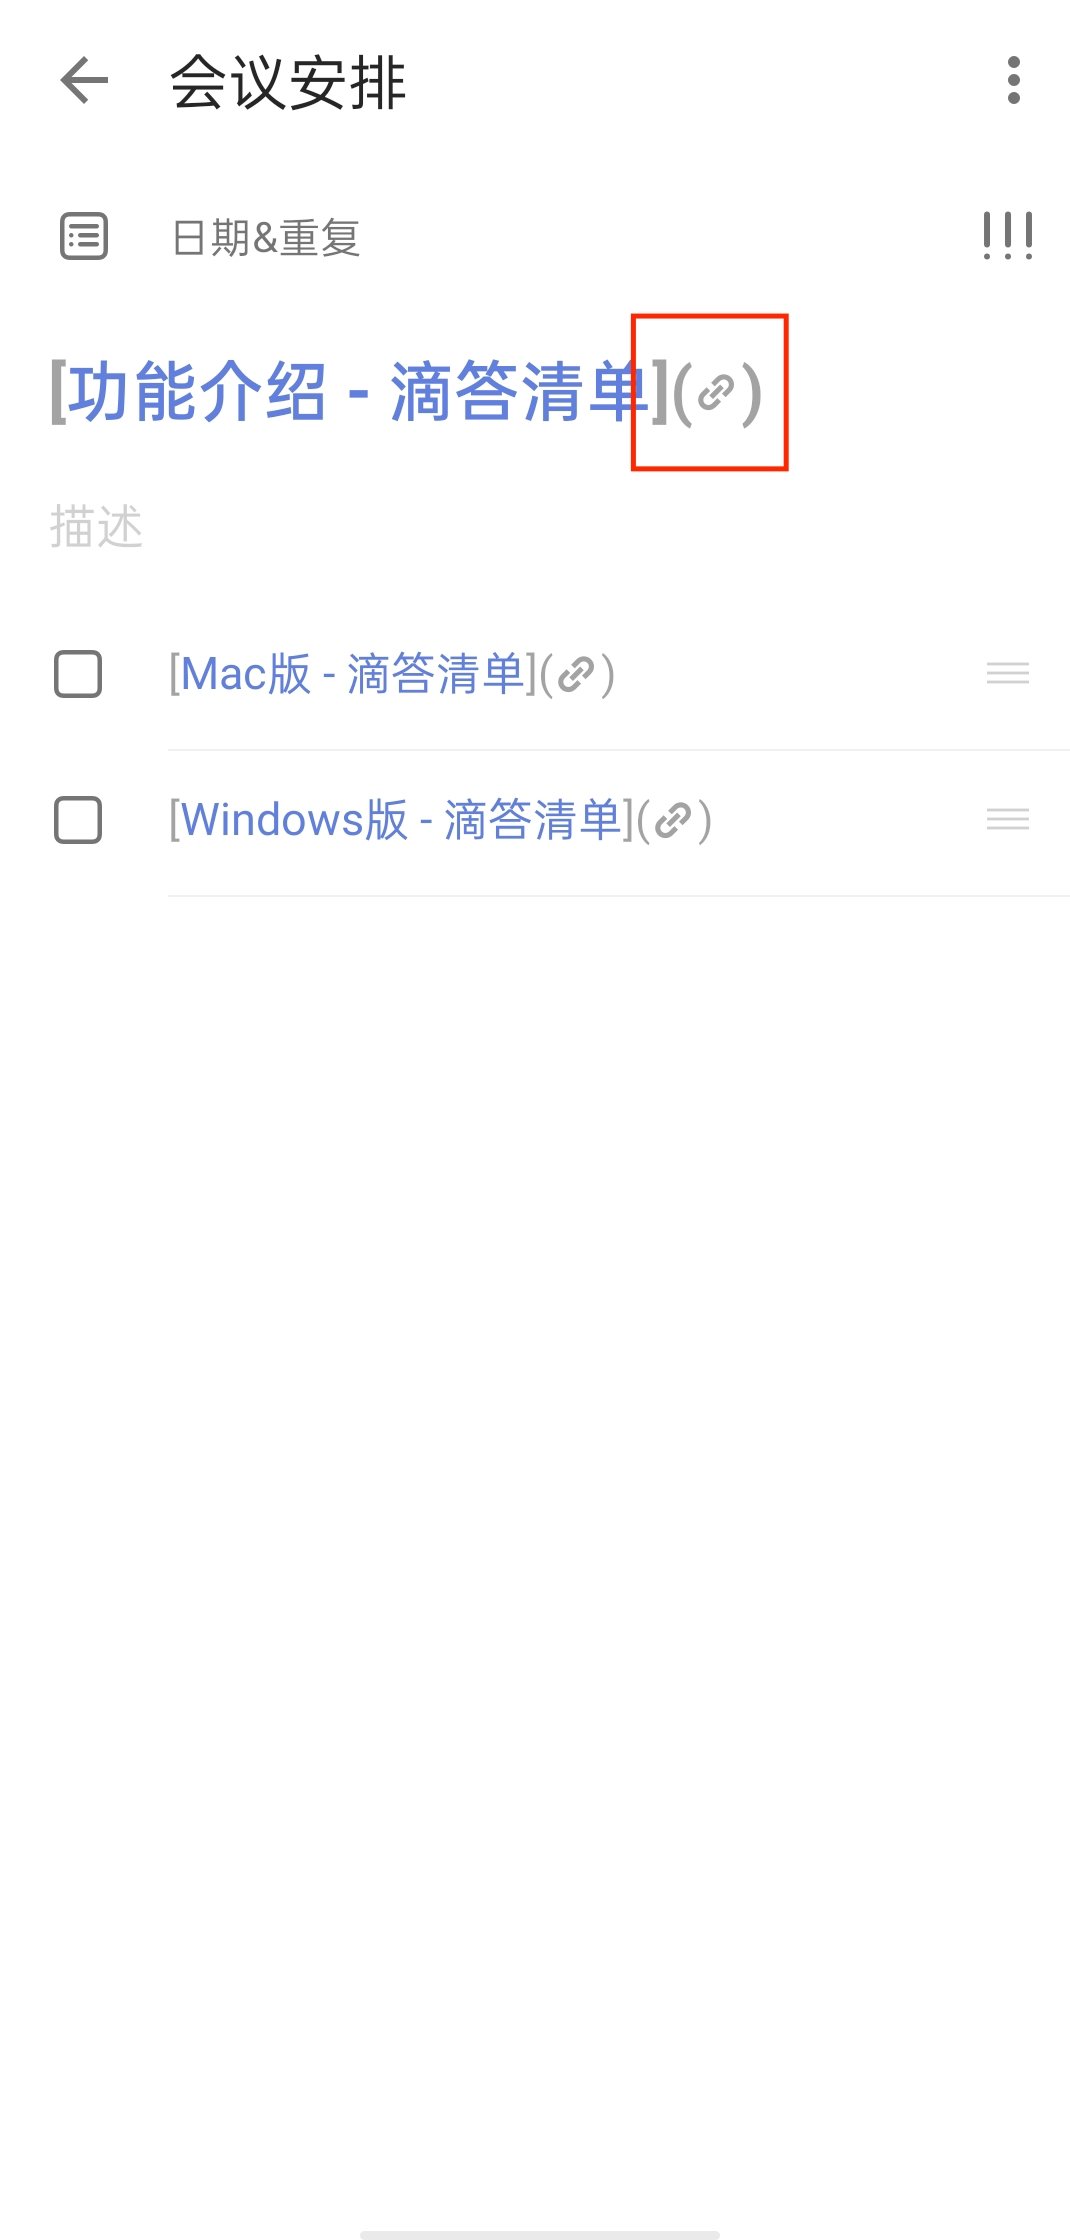 会议安排
日期&重复
[功能介绍 - 滴答清单]()
描述
[Mac版 - 滴答清单]()
[Windows版 - 滴答清单]()